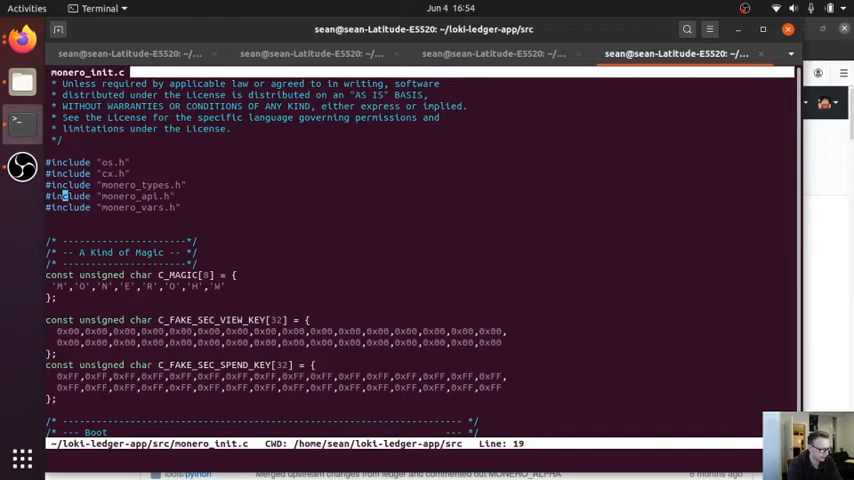 Activities
Terminal
Jun 4 16:54
sean@sean-Latitude-E5520: ~/loki-ledger-app/src
sean@sean-Latitude-E5520: ~/...
sean@sean-Latitude-E5520: ~/...
sean@sean-Latitude-E5520: ~/...
sean@sean-Latitude-E5520: ~/...
monero_init.c
* Unless required by applicable law or agreed to in writing, software
* distributed under the License is distributed on an "AS IS" BASIS,
* WITHOUT WARRANTIES OR CONDITIONS OF ANY KIND, either express or implied.
* See the License for the specific language governing permissions and
* limitations under the License.
*/
#include "os.h"
#include "cx.h"
#include "monero_types.h"
#include "monero_api.h"
#include "monero_vars.h"
/* ----------------------*/
/* -- A Kind of Magic -- */
/* ----------------------*/
const unsigned char C_MAGIC[8] = {
'M','O','N','E','R','O','H','W'
};
const unsigned char C_FAKE_SEC_VIEW_KEY[32] = {
0x00,0x00,0x00,0x00,0x00,0x00,0x00,0x00,0x00,0x00,0x00,0x00,0x00,0x00,0x00,0x00,
0x00,0x00,0x00,0x00,0x00,0x00,0x00,0x00,0x00,0x00,0x00,0x00,0x00,0x00,0x00,0x00
};
const unsigned char C_FAKE_SEC_SPEND_KEY[32] = {
0xFF,0xFF,0xFF,0xFF,0xFF,0xFF,0xFF,0xFF,0xFF,0xFF,0xFF,0xFF,0xFF,0xFF,0xFF,0xFF,
0xFF,0xFF,0xFF,0xFF,0xFF,0xFF,0xFF,0xFF,0xFF,0xFF,0xFF,0xFF,0xFF,0xFF,0xFF,0xFF
};
/* ----------------------------------------------------------------------- */
/* --- Boot --- */
~/loki-ledger-app/src/monero_init.c CWD: /home/sean/loki-ledger-app/src Line: 19
tools/python Merged upstream changes from ledger and commented out MONERO_ALPHA 8 months ago